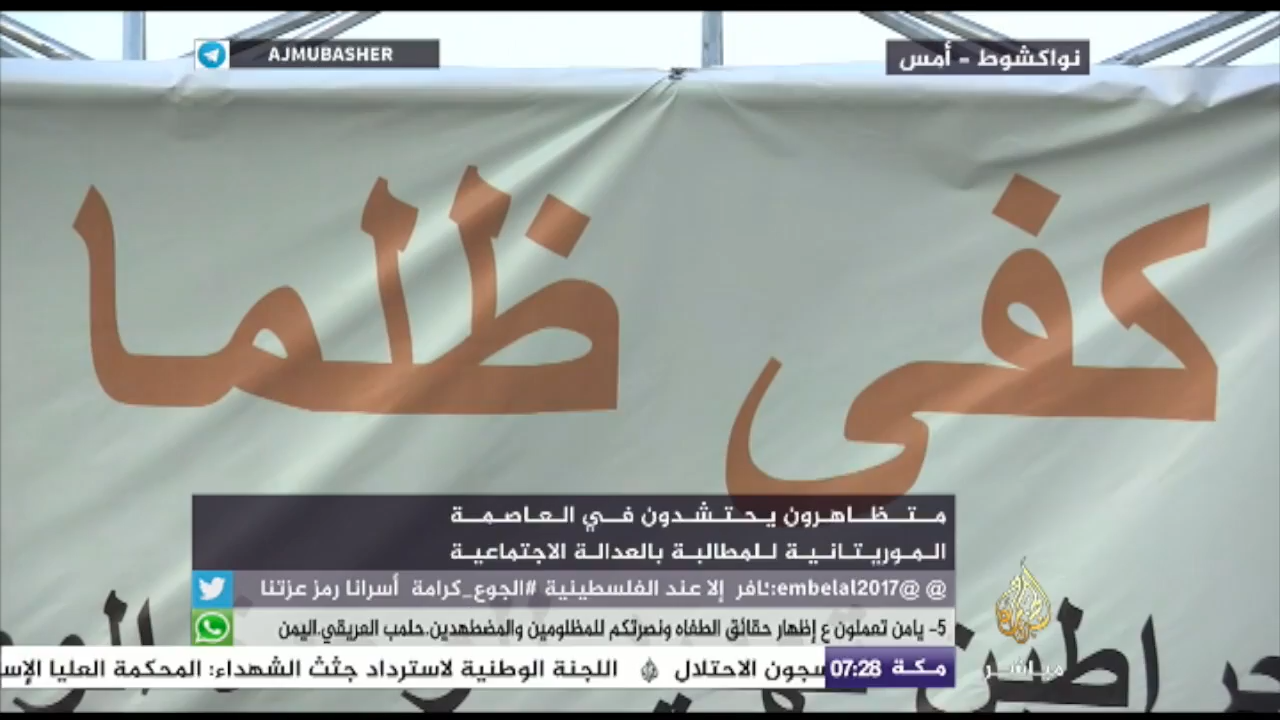 AJMUBASHER
نواكشوط - أمس
كفى ظلما
متظاهرون يحتشدون في العاصمة
الموريتانية للمطالبة بالعدالة الاجتماعية
@ @embelal2017: إلا عند الفلسطينية #الجوع_كرامة أسرانا رمز عزتنا
5- يامن تعملون ع إظهار حقائق الطغاه ونصرتكم للمظلومين والمضطهدين.حلمب العريقي.اليمن
مكة 07:28 سجون الاحتلال اللجنة الوطنية لاسترداد جثث الشهداء: المحكمة العليا الإس
مباشر